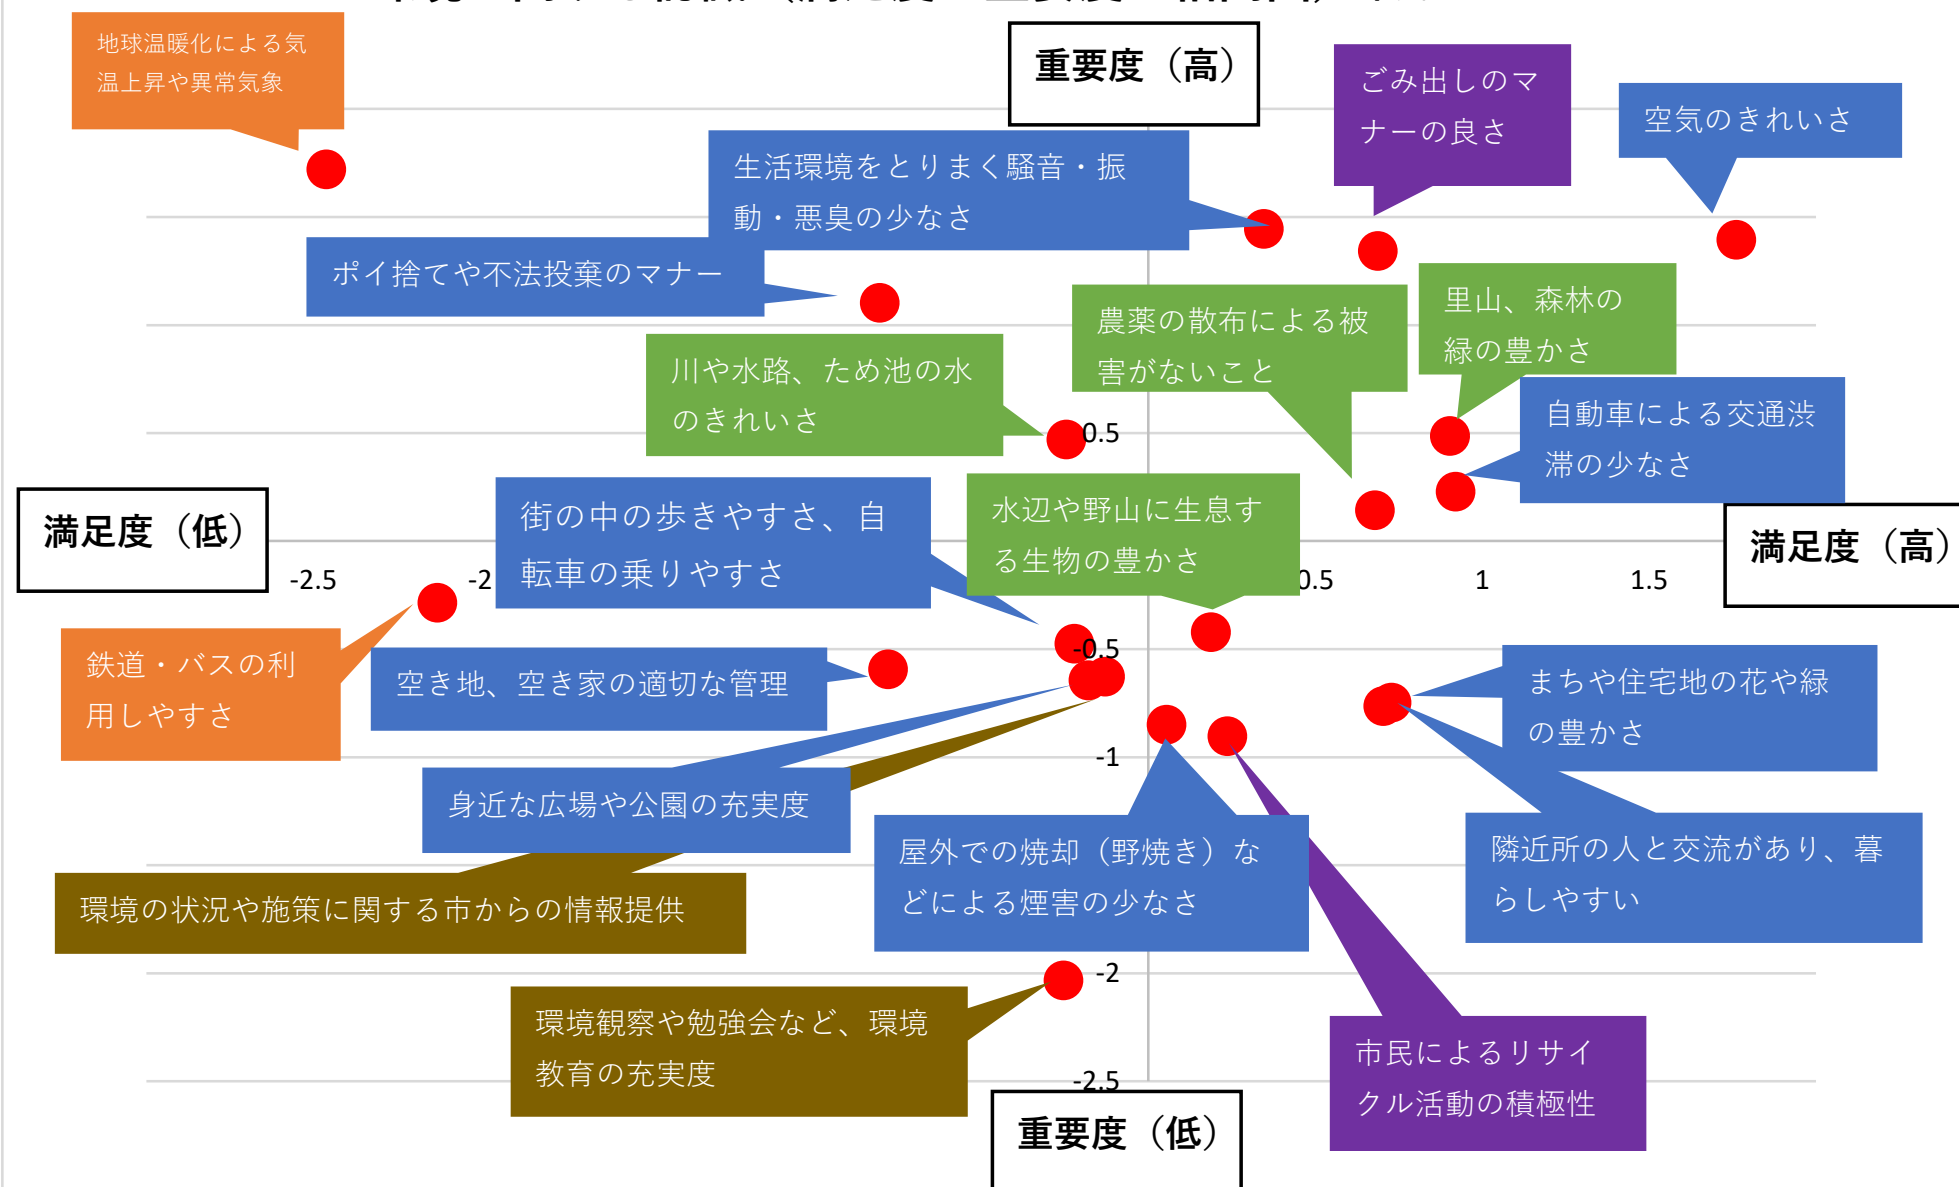 地球温暖化による気
温上昇や異常気象
重要度（高）
ごみ出しのマ
ナーの良さ
空気のきれいさ
生活環境をとりまく騒音・振
動・悪臭の少なさ
ポイ捨てや不法投棄のマナー
川や水路、ため池の水
のきれいさ
農薬の散布による被
害がないこと
里山、森林の
緑の豊かさ
自動車による交通渋
滞の少なさ
0.5
満足度（低）
街の中の歩きやすさ、自
転車の乗りやすさ
水辺や野山に生息す
る生物の豊かさ
満足度（高）
-2.5
-2
0.5
1
1.5
鉄道・バスの利
用しやすさ
空き地、空き家の適切な管理
-0.5
まちや住宅地の花や緑
の豊かさ
-1
身近な広場や公園の充実度
屋外での焼却（野焼き）な
どによる煙害の少なさ
隣近所の人と交流があり、暮
らしやすい
環境の状況や施策に関する市からの情報提供
-2
環境観察や勉強会など、環境
教育の充実度
市民によるリサイ
クル活動の積極性
-2.5
重要度（低）